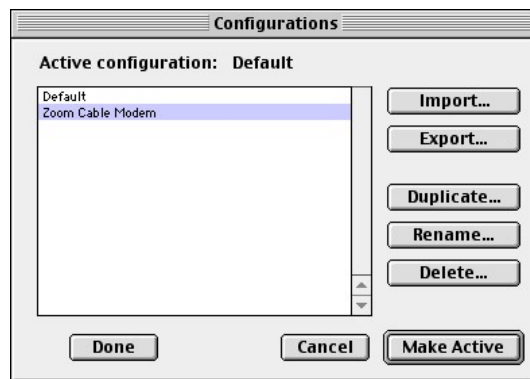 Configurations
Active configuration: Default
Default
Zoom Cable Modem
Import...
Export...
Duplicate...
Rename...
Delete...
Done
Cancel
Make Active